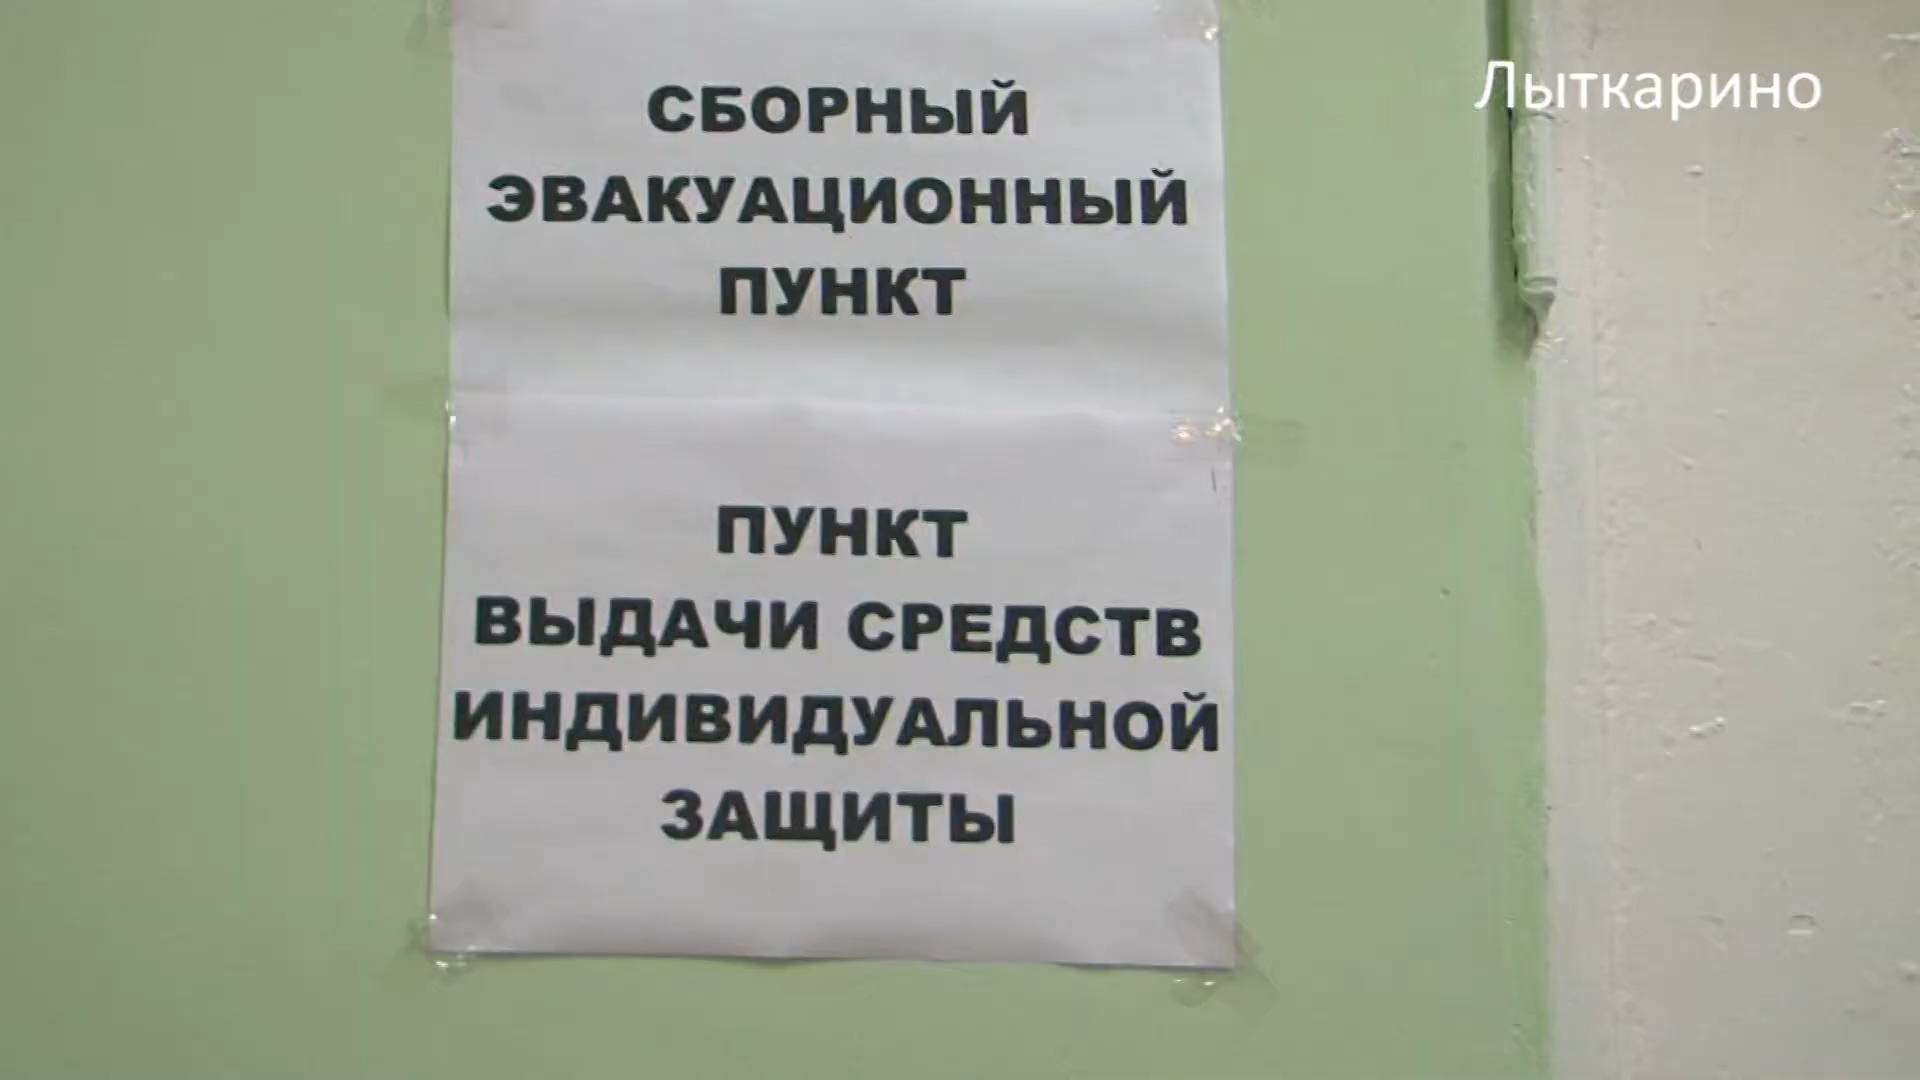 Лыткарино
СБОРНЫЙ
ЭВАКУАЦИОННЫЙ
ПУНКТ
ПУНКТ
ВЫДАЧИ СРЕДСТВ
ИНДИВИДУАЛЬНОЙ
ЗАЩИТЫ